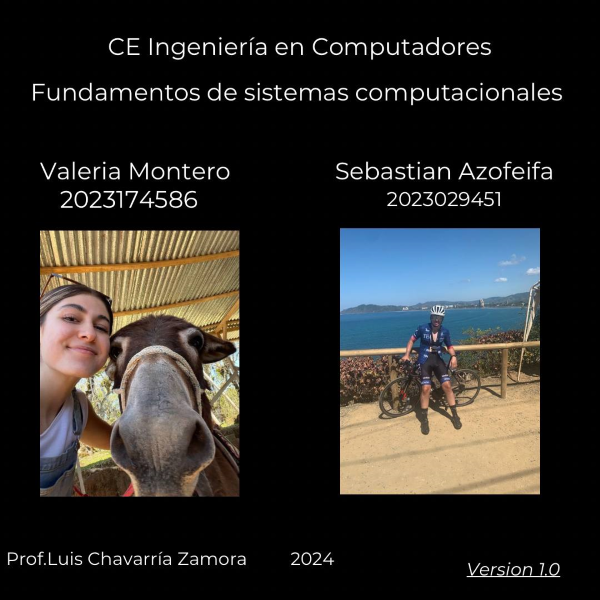 CE Ingeniería en Computadores
Fundamentos de sistemas computacionales
Valeria Montero
2023174586
Sebastian Azofeifa
2023029451
Prof.Luis Chavarría Zamora
2024
Version 1.0